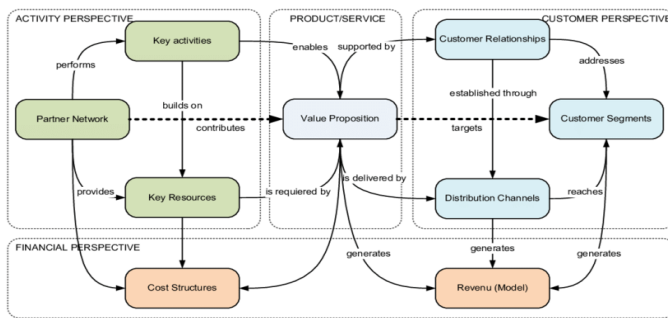 ACTIVITY PERSPECTIVE
PRODUCT/SERVICE
CUSTOMER PERSPECTIVE
Key activities
Customer Relationships
enables
supported by
performs
addresses
builds on
established through
Partner Network
Value Proposition
Customer Segments
contributes
targets
provides
is requiered by
is delivered by
reaches
Key Resources
Distribution Channels
FINANCIAL PERSPECTIVE
generates
generates
generates
Cost Structures
Revenu (Model)